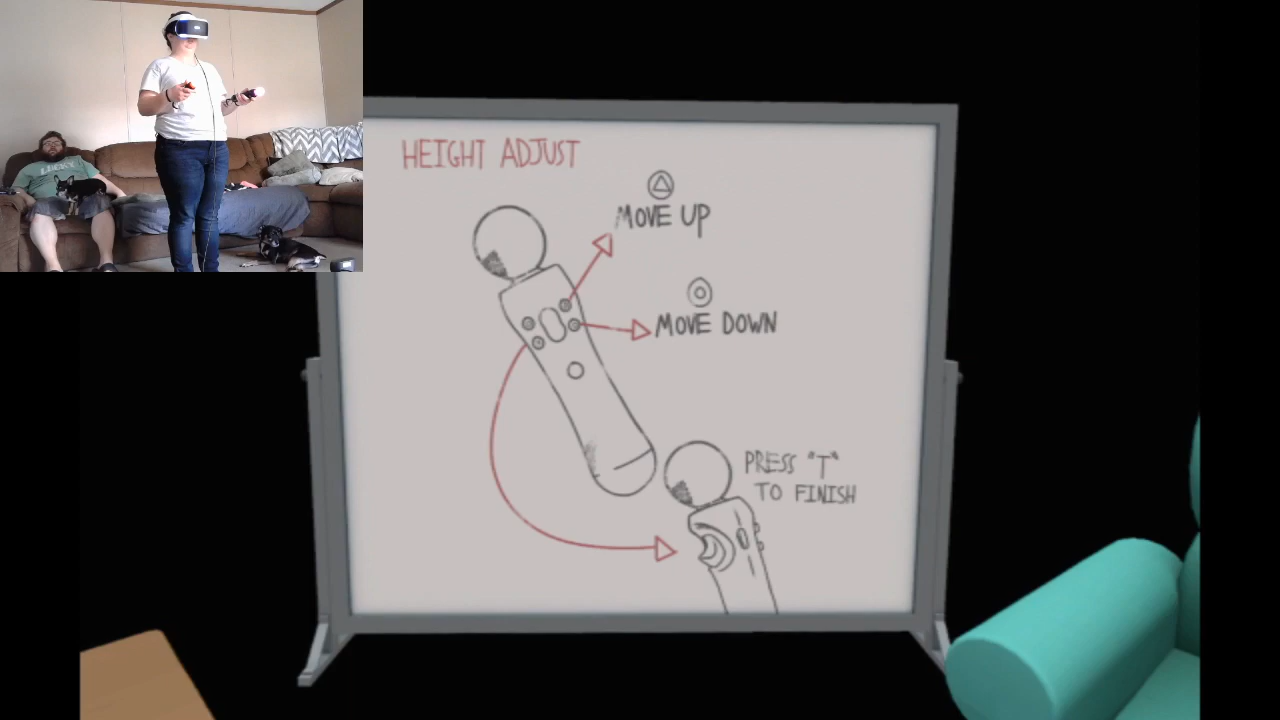 HEIGHT ADJUST
MOVE UP
MOVE DOWN
PRESS "T"
TO FINISH